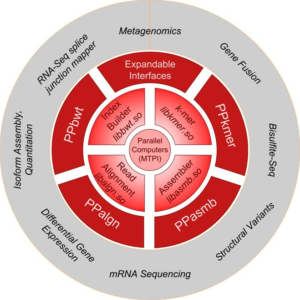 Metagenomics
RNA-Seq splice
junction mapper
Gene Fusion
Expandable
Interfaces
PPbwt
Index
Builder
libbwt.so
k-mer
libkmer.so
PPkmer
Isoform Assembly,
Quantification
Parallel
Computers
(MTPI)
Bisulfite-Seq
Read
Alignment
libalgn.so
Assembler
libasmb.so
PPalgn
PPasmb
Differential Gene
Expression
Structural Variants
mRNA Sequencing